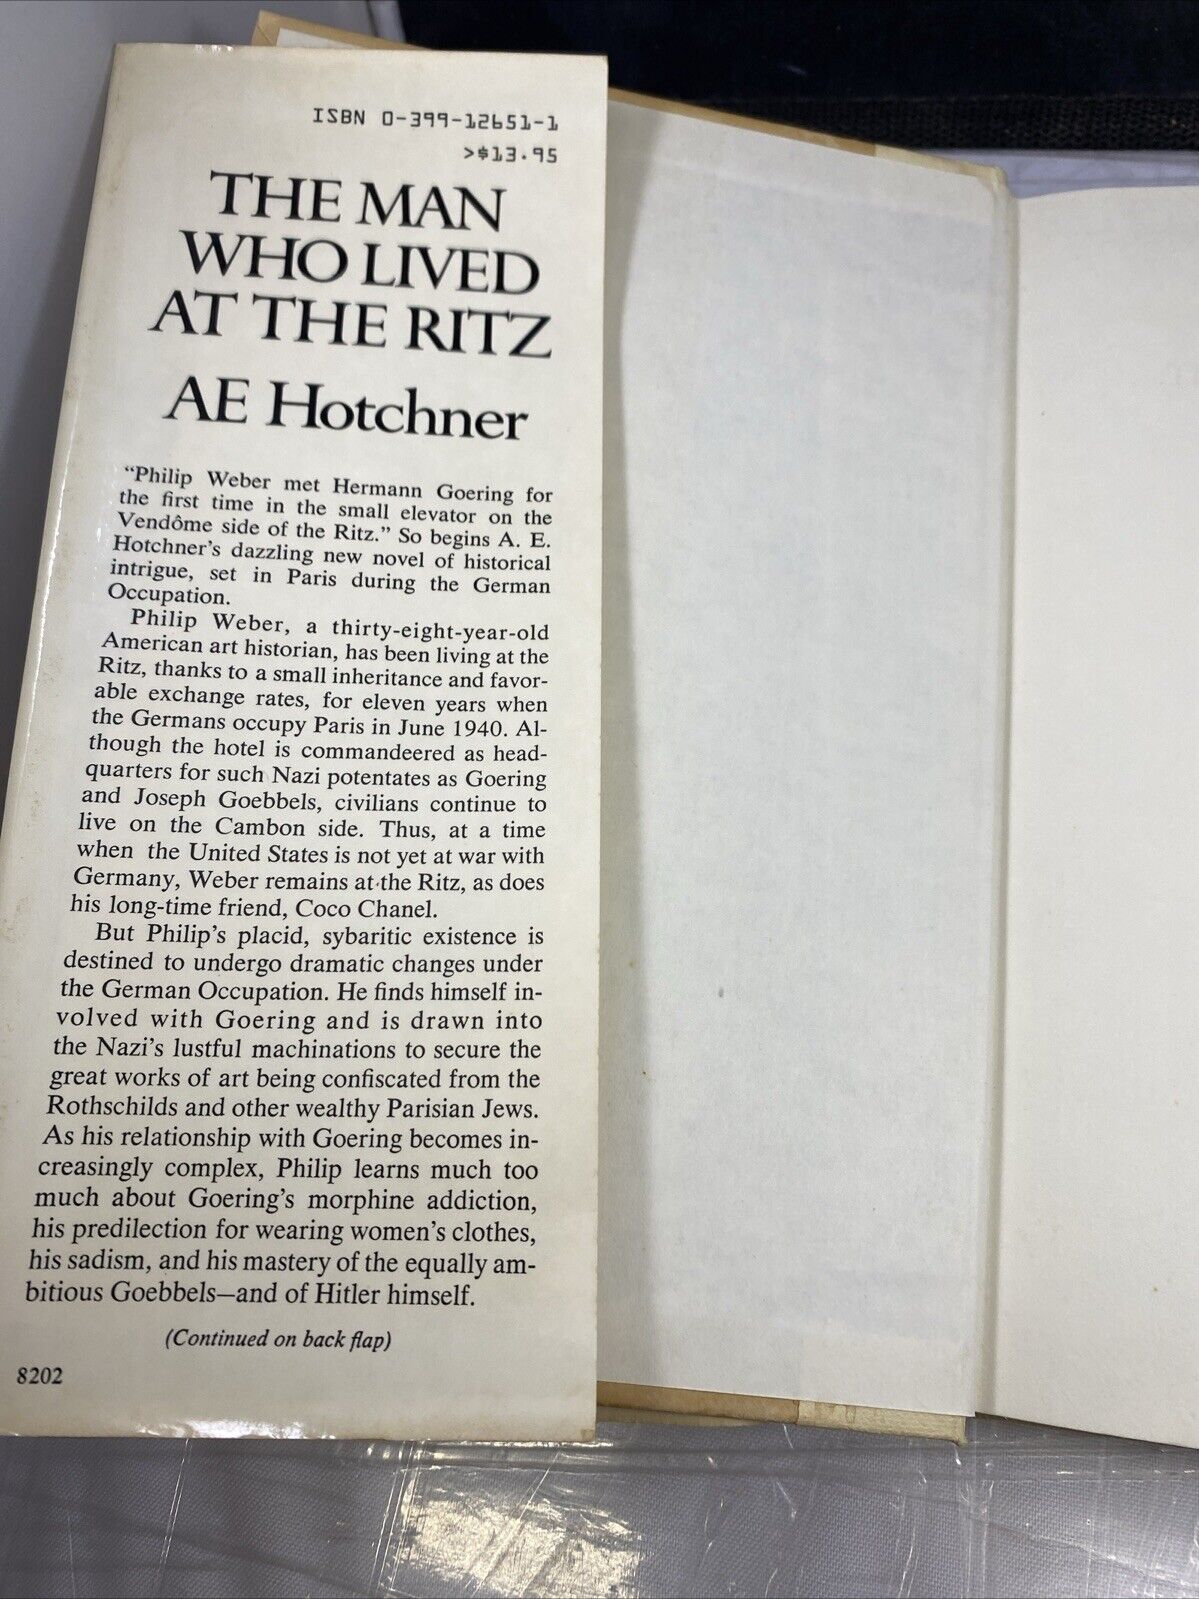 ISBN 0-399-12651-1
>$13.95
THE MAN
WHO LIVED
AT THE RITZ
AE Hotchner
“Philip Weber met Hermann Goering for
the first time in the small elevator on the
Vendôme side of the Ritz.” So begins A. E.
Hotchner’s dazzling new novel of historical
intrigue, set in Paris during the German
Occupation.
Philip Weber, a thirty-eight-year-old
American art historian, has been living at the
Ritz, thanks to a small inheritance and favor-
able exchange rates, for eleven years when
the Germans occupy Paris in June 1940. Al-
though the hotel is commandeered as head-
quarters for such Nazi potentates as Goering
and Joseph Goebbels, civilians continue to
live on the Cambon side. Thus, at a time
when the United States is not yet at war with
Germany, Weber remains at the Ritz, as does
his long-time friend, Coco Chanel.
But Philip’s placid, sybaritic existence is
destined to undergo dramatic changes under
the German Occupation. He finds himself in-
volved with Goering and is drawn into
the Nazi’s lustful machinations to secure the
great works of art being confiscated from the
Rothschilds and other wealthy Parisian Jews.
As his relationship with Goering becomes in-
creasingly complex, Philip learns much too
much about Goering’s morphine addiction,
his predilection for wearing women’s clothes,
his sadism, and his mastery of the equally am-
bitious Goebbels—and of Hitler himself.
(Continued on back flap)
8202